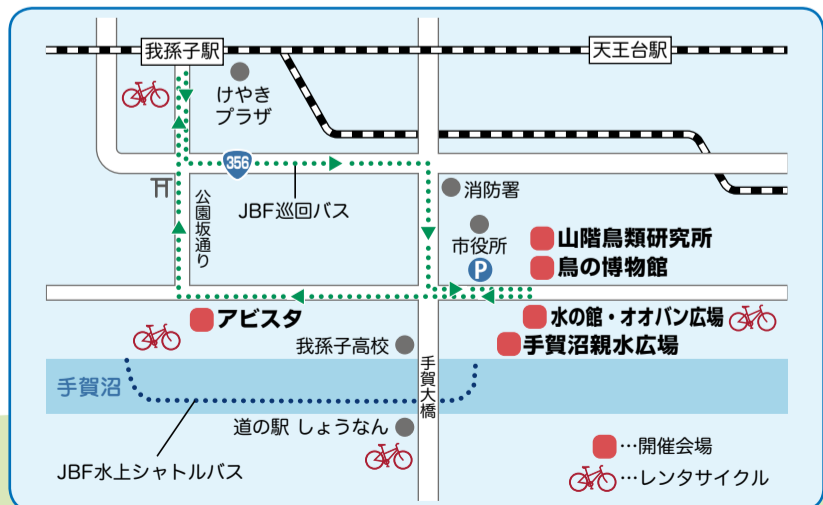 我孫子駅
天王台駅
けやき
プラザ
356
JBF巡回バス
消防署
公園坂通り
市役所
P
山階鳥類研究所
鳥の博物館
水の館・オオバン広場
手賀沼親水広場
アビスタ
我孫子高校
手賀大橋
手賀沼
道の駅 しょうなん
JBF水上シャトルバス
…開催会場
…レンタサイクル